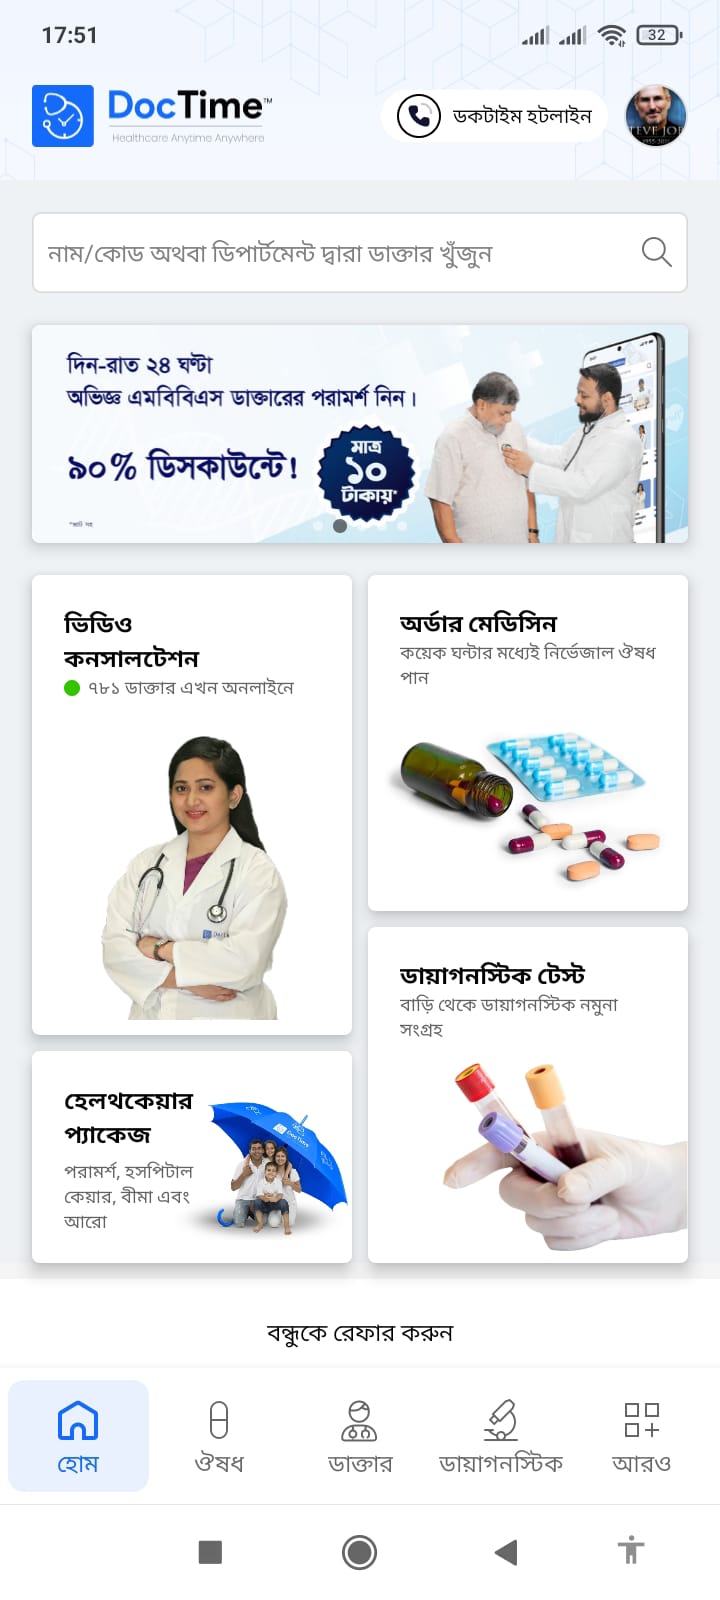 17:51
32
DocTime™
Healthcare Anytime Anywhere
ডকটাইম হটলাইন
নাম/কোড অথবা ডিপার্টমেন্ট দ্বারা ডাক্তার খুঁজুন
দিন-রাত ২৪ ঘণ্টা
অভিজ্ঞ এমবিবিএস ডাক্তারের পরামর্শ নিন।
৯০% ডিসকাউন্টে!
মাত্র
১০
টাকায়*
ভিডিও
কনসালটেশন
৭৮১ ডাক্তার এখন অনলাইনে
অর্ডার মেডিসিন
কয়েক ঘন্টার মধ্যেই নির্ভেজাল ঔষধ
পান
ডায়াগনস্টিক টেস্ট
বাড়ি থেকে ডায়াগনস্টিক নমুনা
সংগ্রহ
হেলথকেয়ার
প্যাকেজ
পরামর্শ, হসপিটাল
কেয়ার, বীমা এবং
আরো
DocTime
বন্ধুকে রেফার করুন
হোম
ঔষধ
ডাক্তার
ডায়াগনস্টিক
আরও